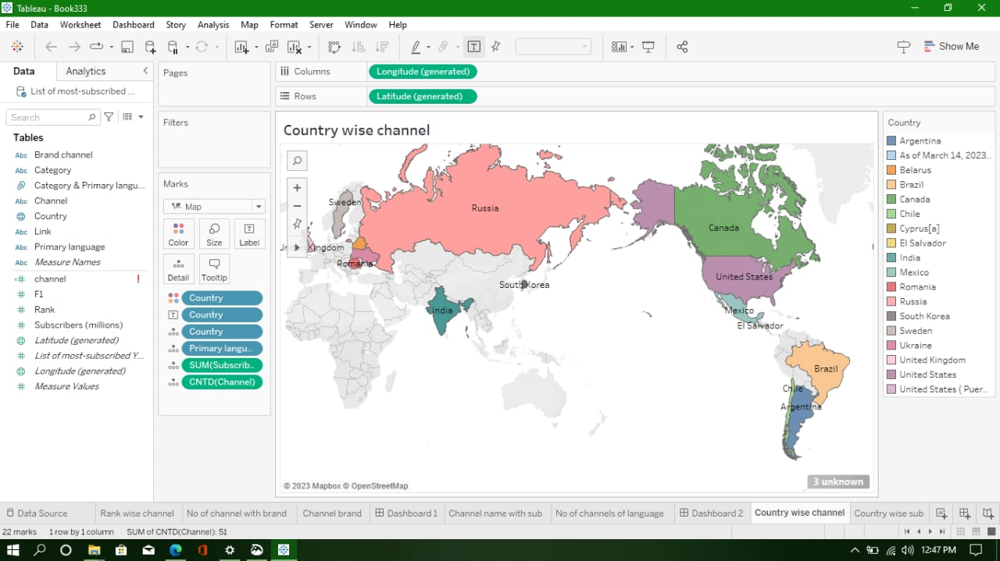 Tableau - Book333
File Data Worksheet Dashboard Story Analysis Map Format Server Window Help
Show Me
Data Analytics
List of most-subscribed ...
Search
Tables
Abc Brand channel
Abc Category
Category & Primary langu...
Abc Channel
Country
Abc Link
Abc Primary language
Abc Measure Names
channel !
F1
Rank
Subscribers (millions)
Latitude (generated)
List of most-subscribed Y...
Longitude (generated)
Measure Values
Pages
Filters
Marks
Map
Color Size Label
Detail Tooltip
Country
Country
Country
Primary langu..
SUM(Subscrib..
CNTD(Channel)
Columns Longitude (generated)
Rows Latitude (generated)
Country wise channel
Sweden
Russia
Canada
Kingdom
Romania
South Korea
United States
India
Mexico
El Salvador
Brazil
Chile
Argentina
© 2023 Mapbox © OpenStreetMap
3 unknown
Country
Argentina
As of March 14, 2023..
Belarus
Brazil
Canada
Chile
Cyprus[a]
El Salvador
India
Mexico
Romania
Russia
South Korea
Sweden
Ukraine
United Kingdom
United States
United States ( Puer..
Data Source Rank wise channel No of channel with brand Channel brand Dashboard 1 Channel name with sub No of channels of language Dashboard 2 Country wise channel Country wise sub
22 marks 1 row by 1 column SUM of CNTD(Channel): 51
12:47 PM